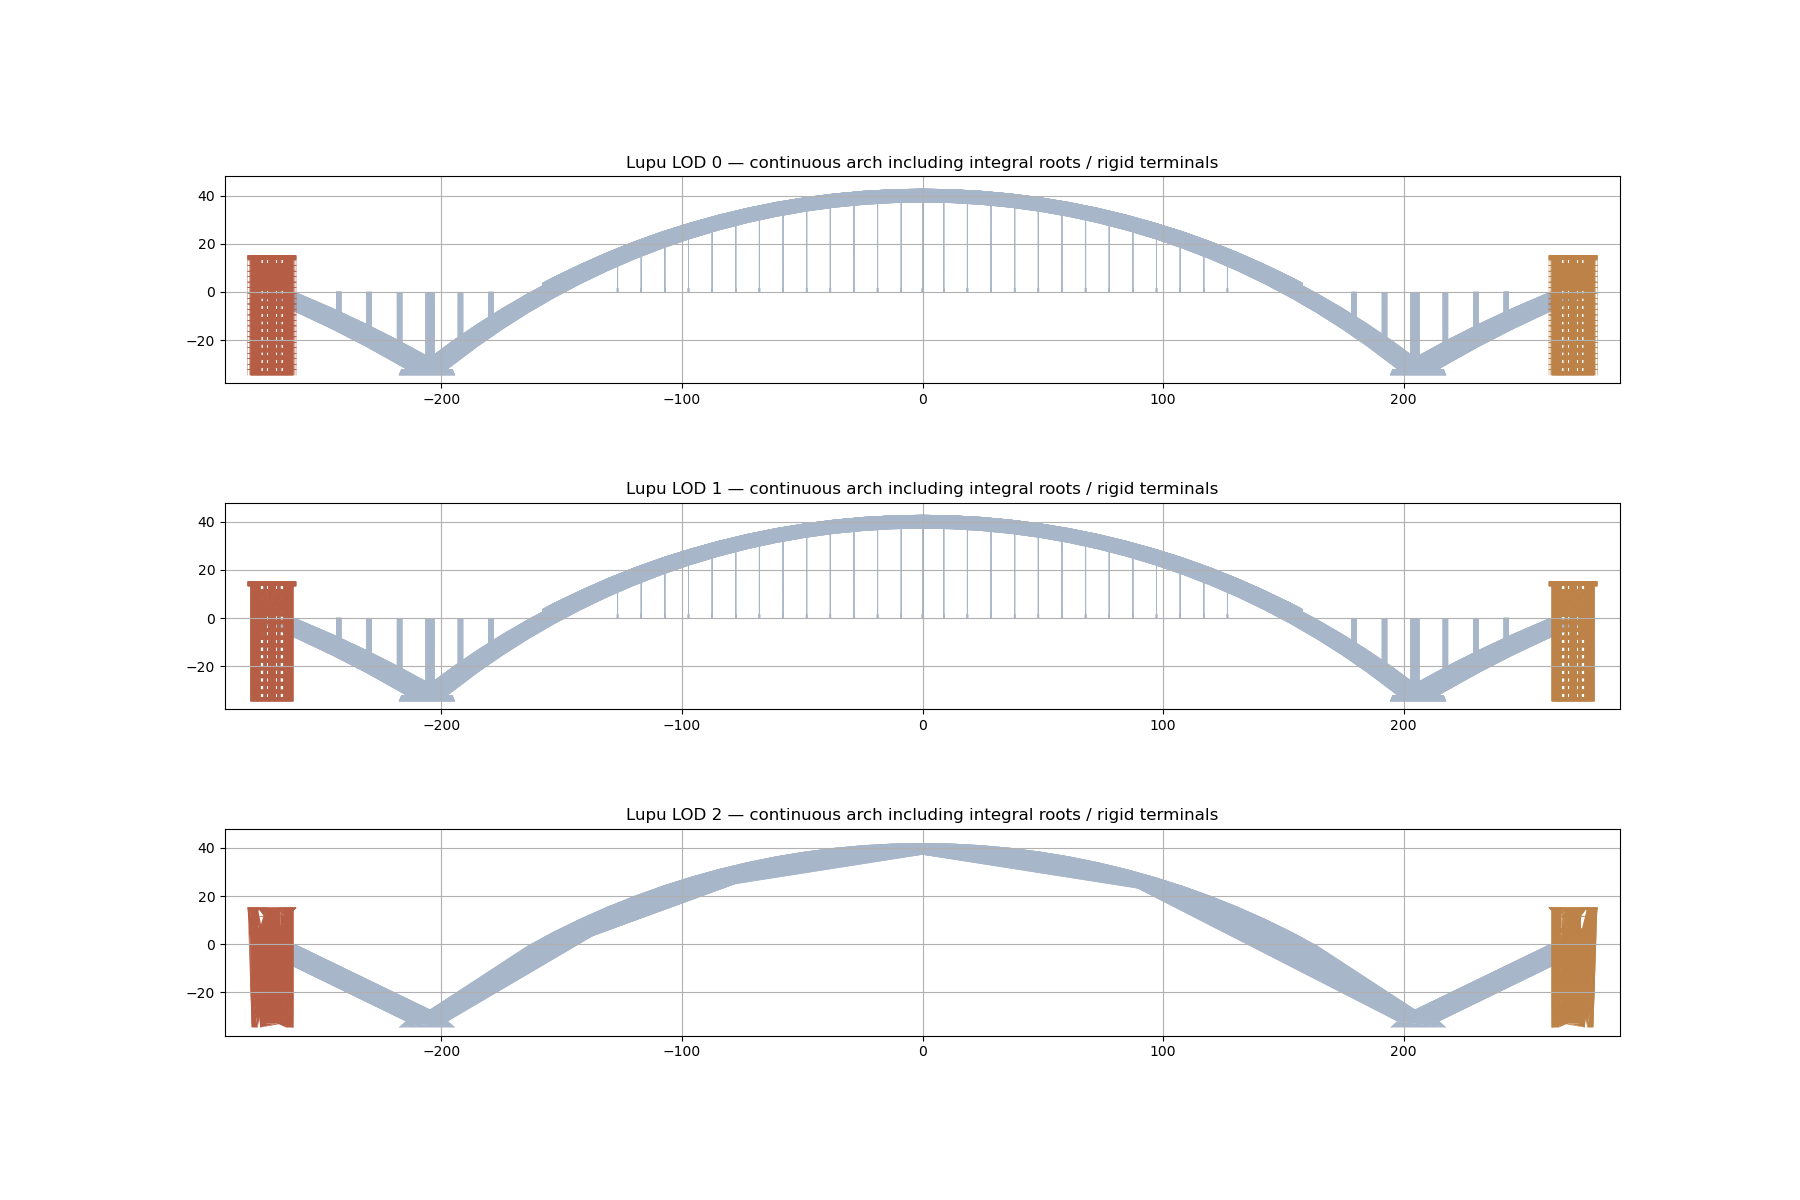 Lupu LOD 0 — continuous arch including integral roots / rigid terminals
40
20
0
−20
−200 −100 0 100 200
Lupu LOD 1 — continuous arch including integral roots / rigid terminals
40
20
0
−20
−200 −100 0 100 200
Lupu LOD 2 — continuous arch including integral roots / rigid terminals
40
20
0
−20
−200 −100 0 100 200